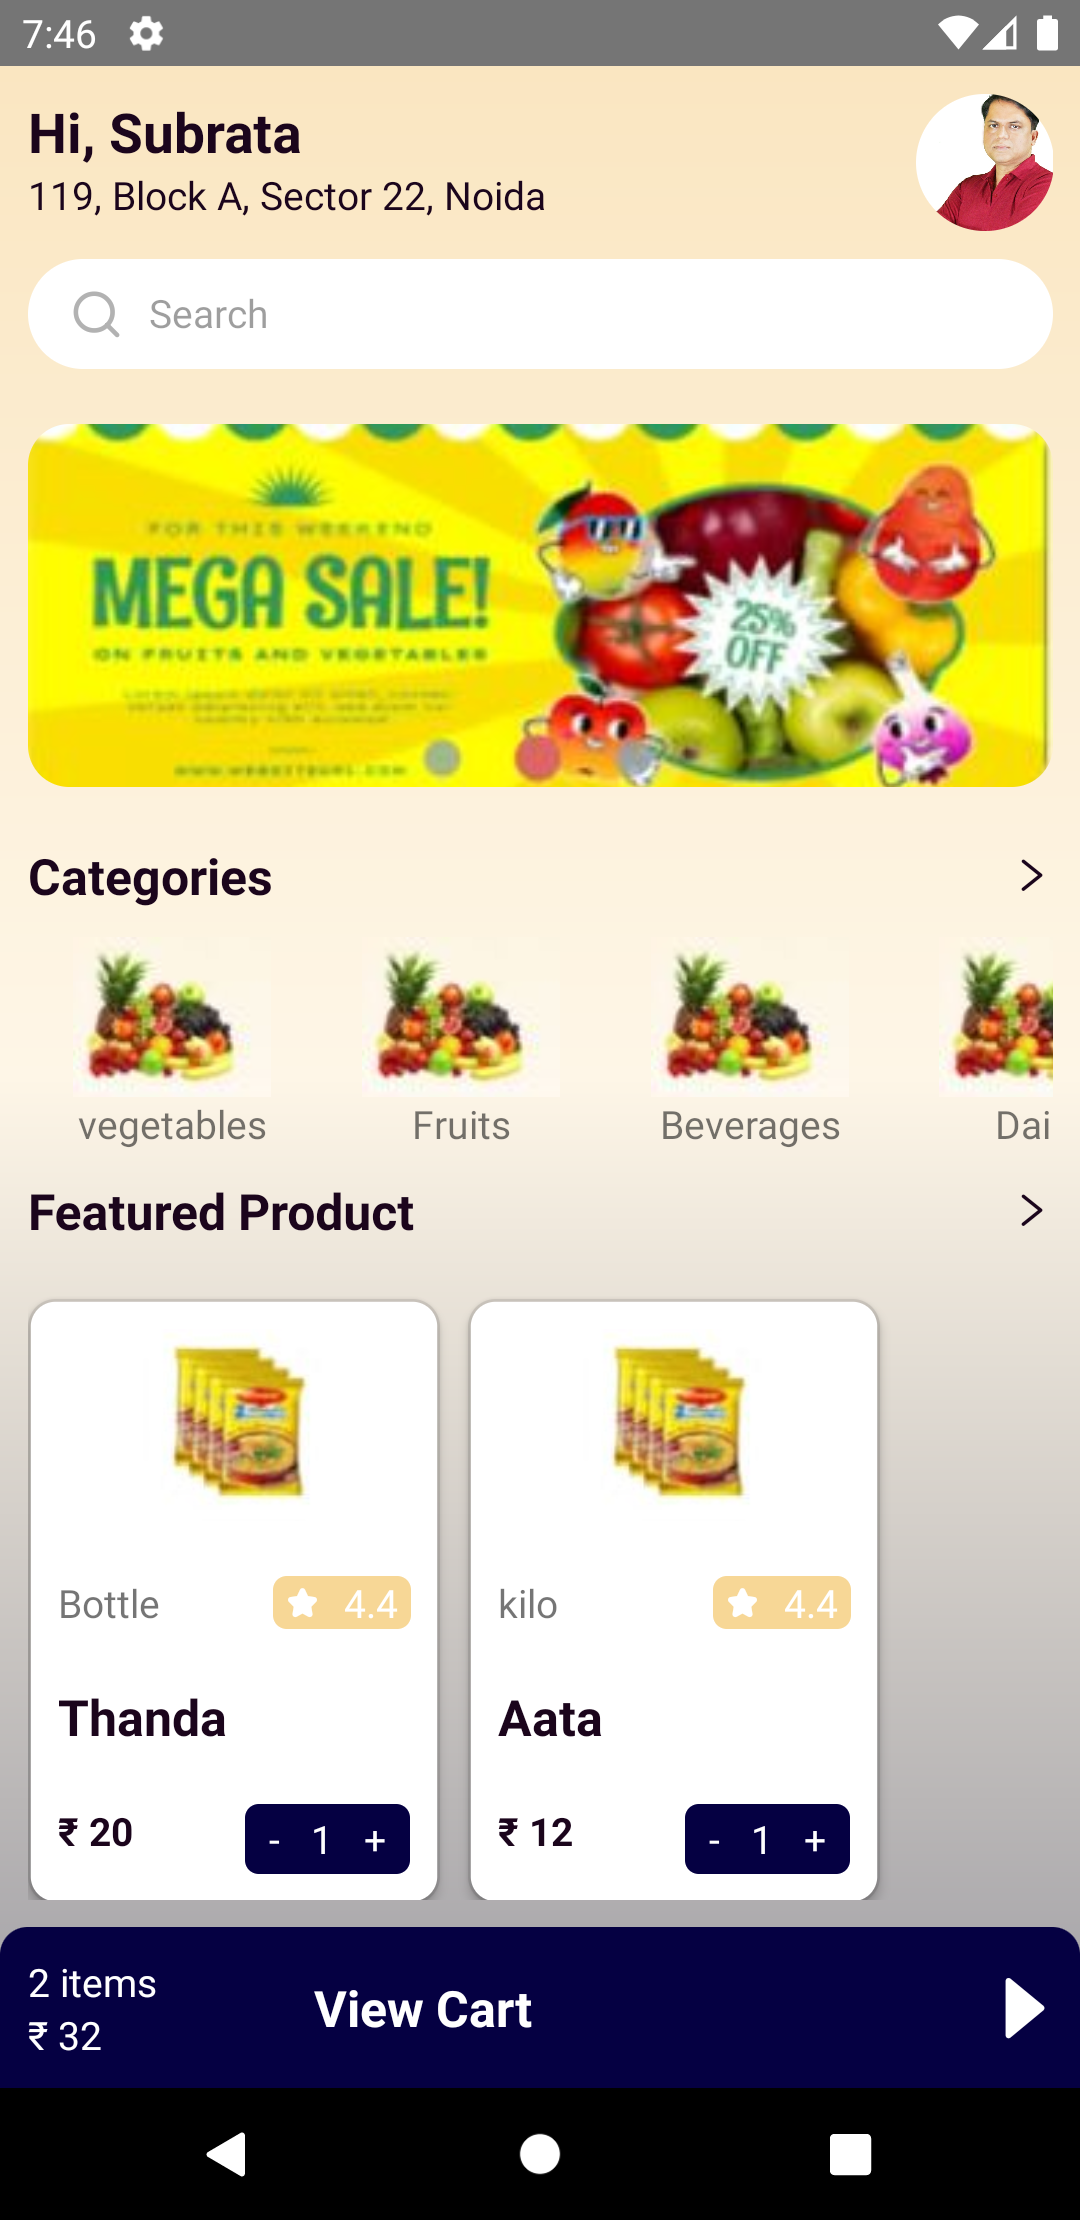 7:46
Hi, Subrata
119, Block A, Sector 22, Noida
Search
FOR THIS WEEKEND
MEGA SALE!
ON FRUITS AND VEGETABLES
25%
OFF
WWW.WEBSITEURL.COM
Categories
vegetables
Fruits
Beverages
Dai
Featured Product
Bottle
4.4
kilo
4.4
Thanda
Aata
₹ 20
- 1 +
₹ 12
- 1 +
2 items
₹ 32
View Cart